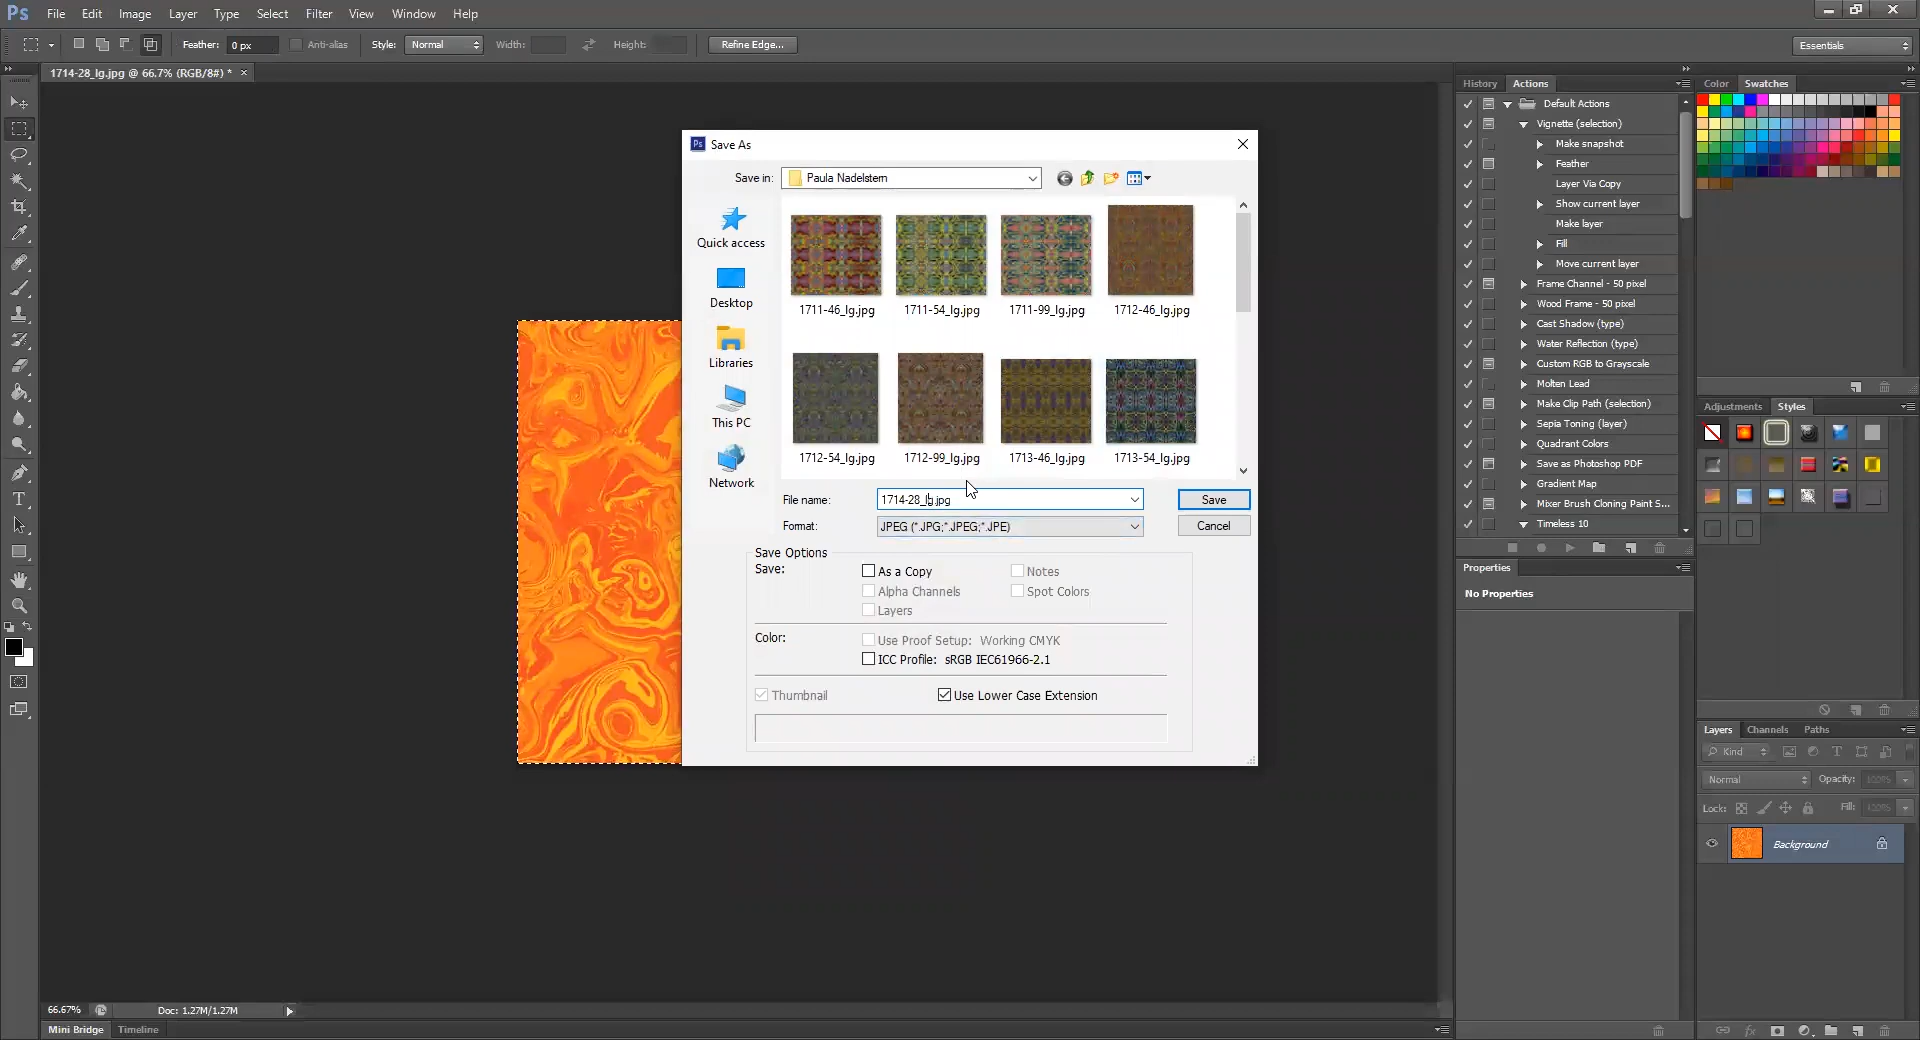 Ps File Edit Image Layer Type Select Filter View Window Help
Feather: 0 px Anti-alias Style: Normal Width: Height: Refine Edge... Essentials
1714-28_lg.jpg @ 66.7% (RGB/8#) * ×
History Actions
Color Swatches
Default Actions
Vignette (selection)
Make snapshot
Feather
Layer Via Copy
Show current layer
Make layer
Fill
Move current layer
Frame Channel - 50 pixel
Wood Frame - 50 pixel
Cast Shadow (type)
Water Reflection (type)
Custom RGB to Grayscale
Molten Lead
Make Clip Path (selection)
Sepia Toning (layer)
Quadrant Colors
Save as Photoshop PDF
Gradient Map
Mixer Brush Cloning Paint S...
Timeless 10
Properties
No Properties
Adjustments Styles
Layers Channels Paths
Kind
Normal Opacity: 100%
Lock: Fill: 100%
Background
Ps Save As
Save in: Paula Nadelstern
Quick access
Desktop
Libraries
This PC
Network
1711-46_lg.jpg 1711-54_lg.jpg 1711-99_lg.jpg 1712-46_lg.jpg
1712-54_lg.jpg 1712-99_lg.jpg 1713-46_lg.jpg 1713-54_lg.jpg
File name: 1714-28_lg.jpg Save
Format: JPEG (*.JPG;*.JPEG;*.JPE) Cancel
Save Options
Save: As a Copy Notes
Alpha Channels Spot Colors
Layers
Color: Use Proof Setup: Working CMYK
ICC Profile: sRGB IEC61966-2.1
Thumbnail Use Lower Case Extension
66.67% Doc: 1.27M/1.27M
Mini Bridge Timeline